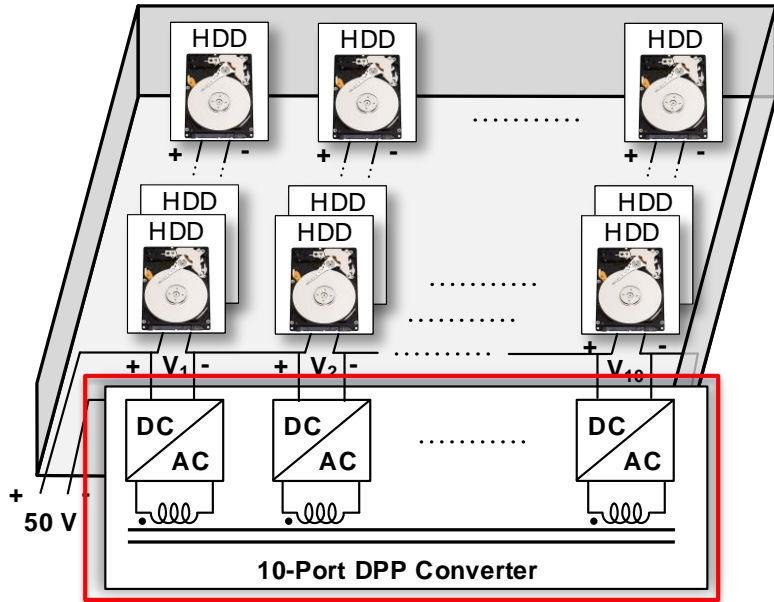 HDD HDD HDD
+ - + - + -
HDD HDD HDD
HDD HDD HDD
+ V₁ - + V₂ - + V₁₀ -
DC DC DC
AC AC AC
+ -
50 V
10-Port DPP Converter